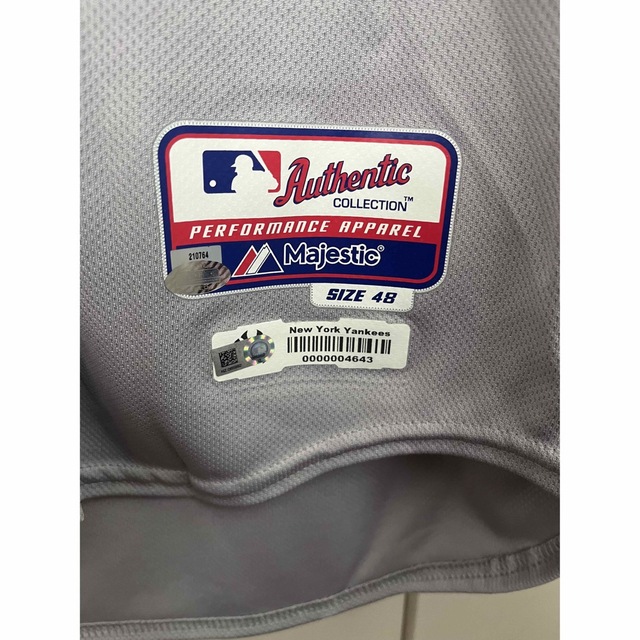 Authentic
COLLECTION™
PERFORMANCE APPAREL
210764
Majestic®
SIZE 48
New York Yankees
0000004643